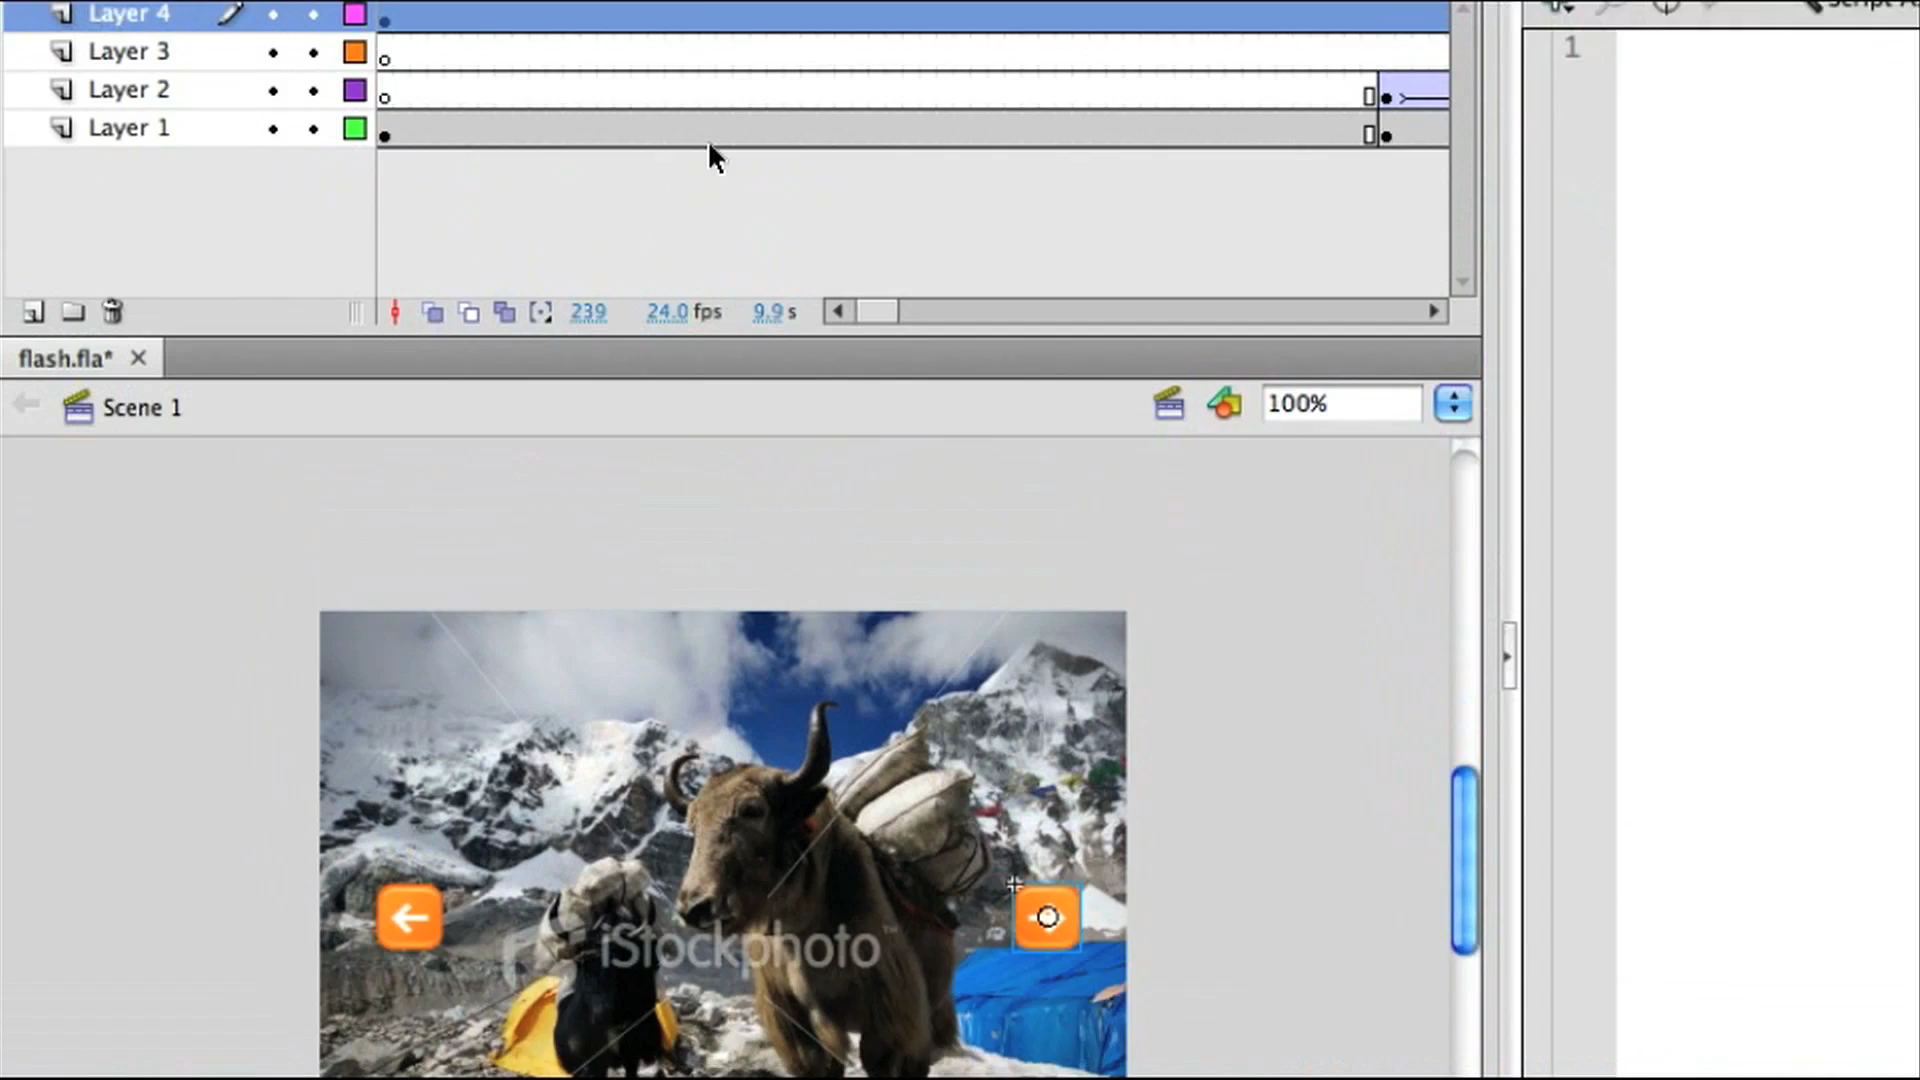 Layer 4
Layer 3
Layer 2
Layer 1
239 24.0 fps 9.9 s
flash.fla*
Scene 1
100%
1
iStockphoto